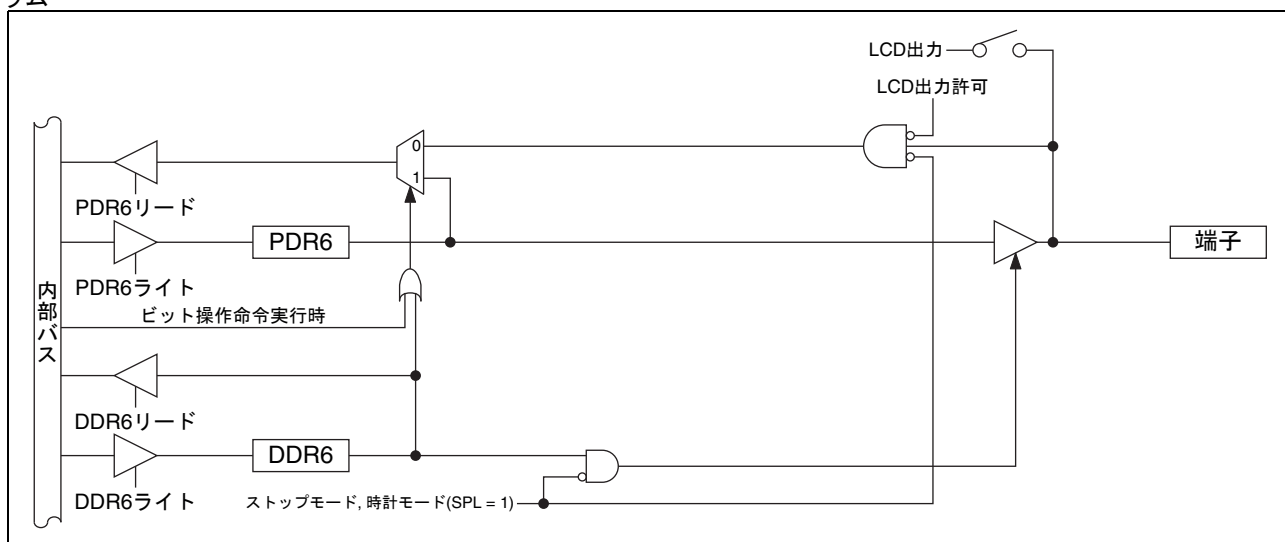 ラム
LCD出力
LCD出力許可
0
1
PDR6リード
PDR6
端子
PDR6ライト
内部バス
ビット操作命令実行時
DDR6リード
DDR6
DDR6ライト
ストップモード, 時計モード(SPL = 1)